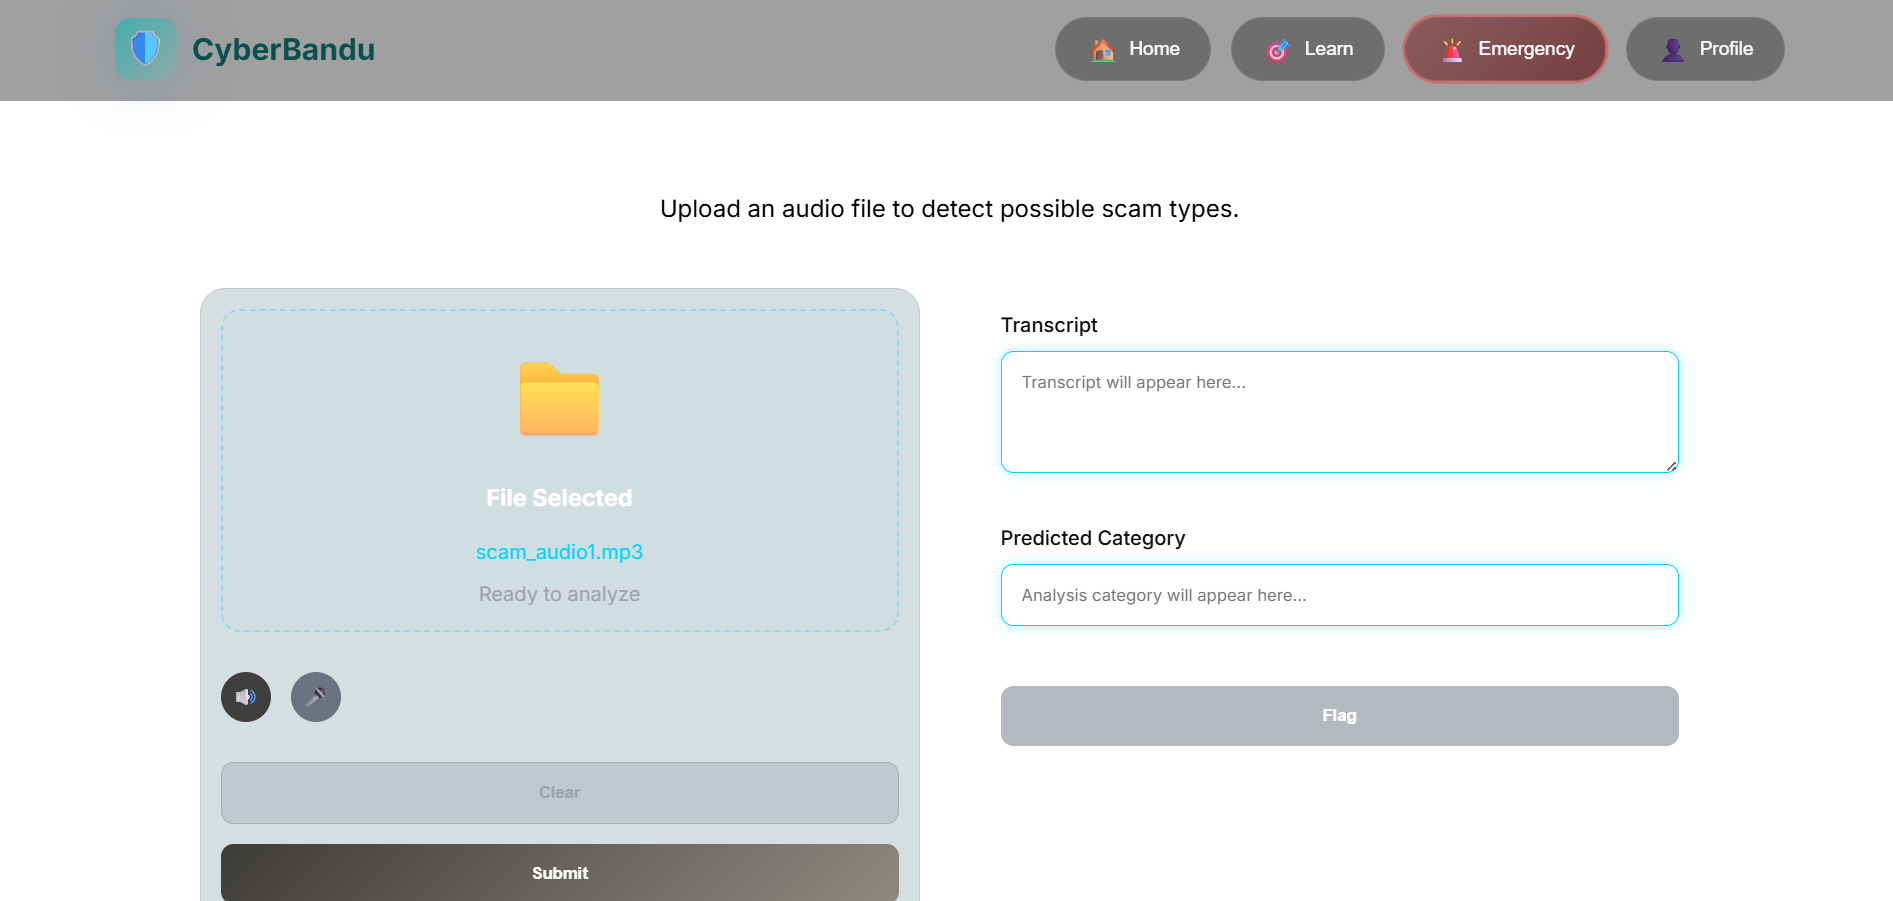 CyberBandu
Home
Learn
Emergency
Profile
Upload an audio file to detect possible scam types.
File Selected
scam_audio1.mp3
Ready to analyze
Clear
Submit
Transcript
Transcript will appear here...
Predicted Category
Analysis category will appear here...
Flag